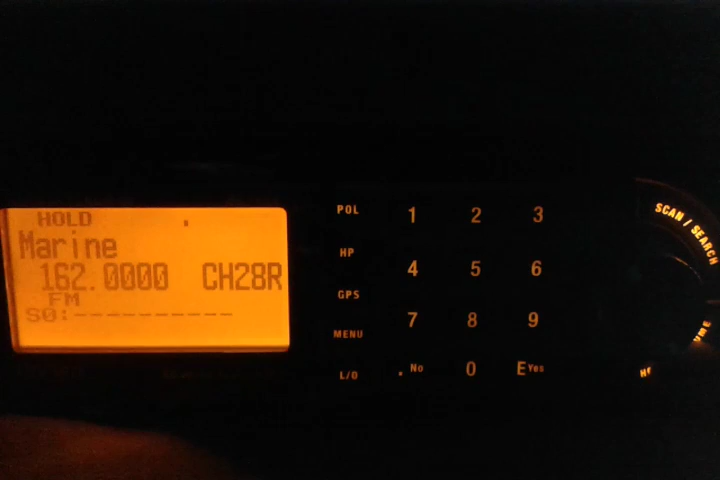 HOLD
Marine
162.0000 CH28R
FM
S0:----------
POL 1 2 3
HP
4 5 6
GPS
7 8 9
MENU
L/O . No 0 E Yes
SCAN / SEARCH